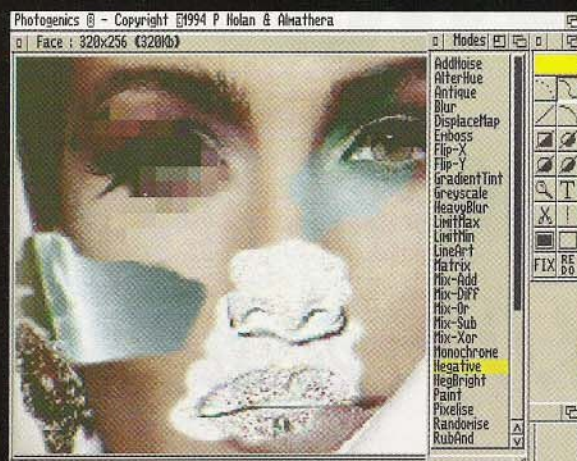 Photogenics © - Copyright ©1994 P Nolan & Almathera
Face : 320x256 (320Kb)
Modes
AddNoise
AlterHue
Antique
Blur
DisplaceMap
Emboss
Flip-X
Flip-Y
GradientTint
Greyscale
HeavyBlur
LimitMax
LimitMin
LineArt
Matrix
Mix-Add
Mix-Diff
Mix-Or
Mix-Sub
Mix-Xor
Monochrome
Negative
NegBright
Paint
Pixelise
Randomise
RubAnd
T
FIX
RE
DO